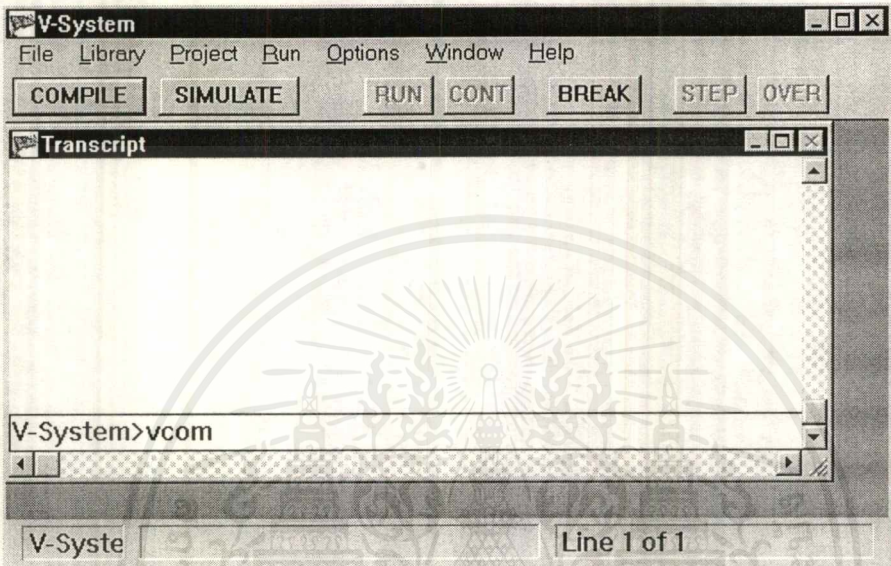 V-System
File Library Project Run Options Window Help
COMPILE SIMULATE RUN CONT BREAK STEP OVER
Transcript
V-System>vcom
V-Syste Line 1 of 1